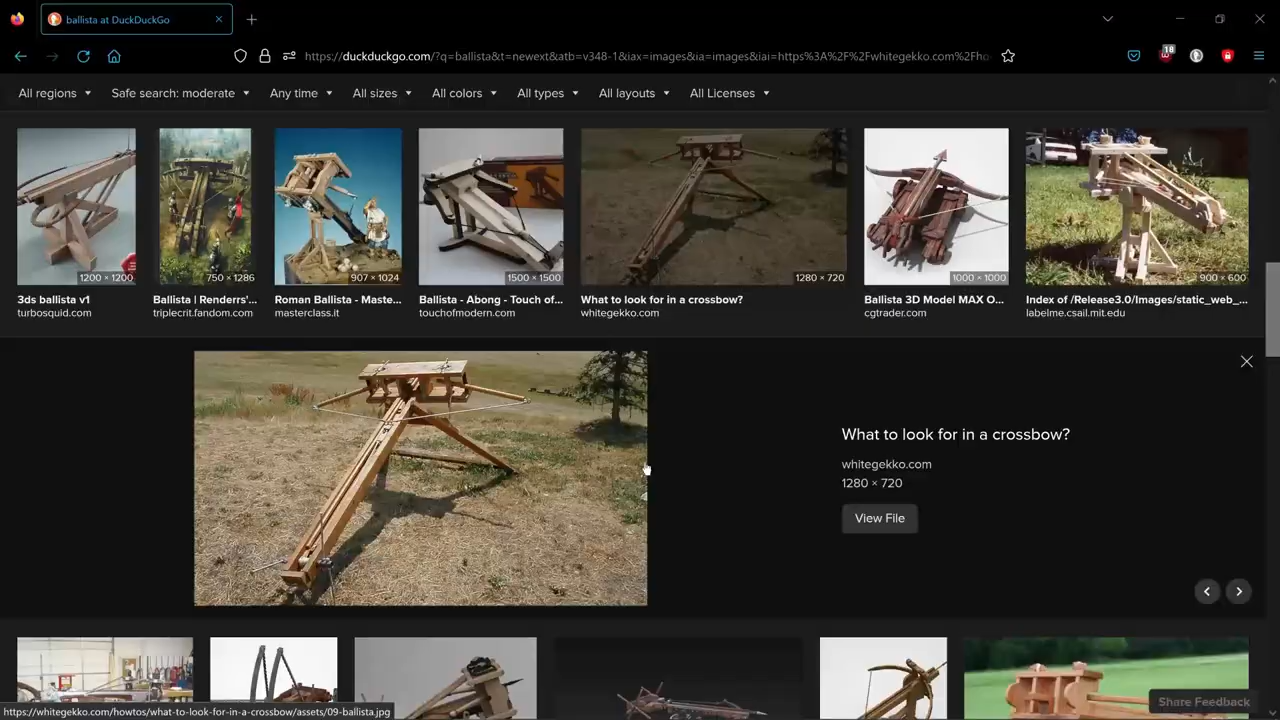 ballista at DuckDuckGo
https://duckduckgo.com/?q=ballista&t=newext&atb=v348-1&iax=images&ia=images&iai=https%3A%2F%2Fwhitegekko.com%2Fho
18
All regions
Safe search: moderate
Any time
All sizes
All colors
All types
All layouts
All Licenses
1200 × 1200
750 × 1286
907 × 1024
1500 × 1500
1280 × 720
1000 × 1000
900 × 600
3ds ballista v1
Ballista | Renderrs'...
Roman Ballista - Maste...
Ballista - Abong - Touch of...
What to look for in a crossbow?
Ballista 3D Model MAX O...
Index of /Release3.0/Images/static_web_...
turbosquid.com
triplecrit.fandom.com
masterclass.it
touchofmodern.com
whitegekko.com
cgtrader.com
labelme.csail.mit.edu
What to look for in a crossbow?
whitegekko.com
1280 × 720
View File
Share Feedback
https://whitegekko.com/howtos/what-to-look-for-in-a-crossbow/assets/09-ballista.jpg